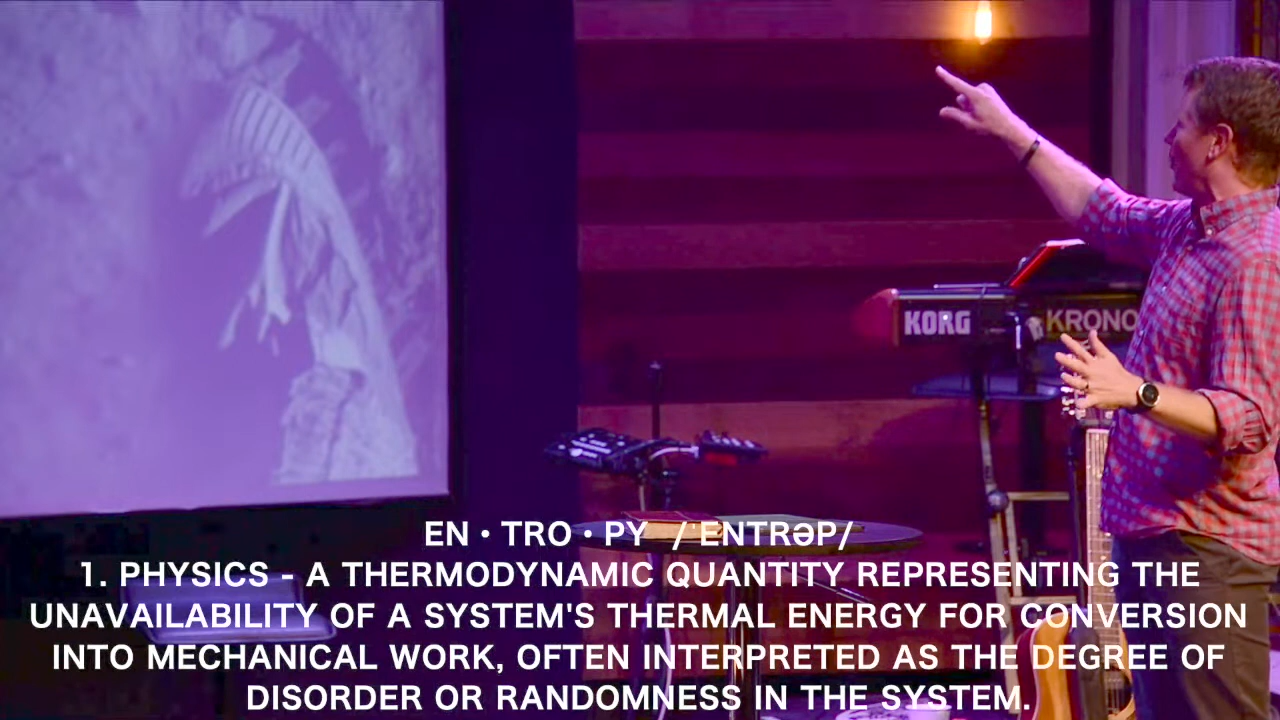 KORG
KRONO
EN • TRO • PY /ˈENTRƏP/
1. PHYSICS - A THERMODYNAMIC QUANTITY REPRESENTING THE
UNAVAILABILITY OF A SYSTEM'S THERMAL ENERGY FOR CONVERSION
INTO MECHANICAL WORK, OFTEN INTERPRETED AS THE DEGREE OF
DISORDER OR RANDOMNESS IN THE SYSTEM.